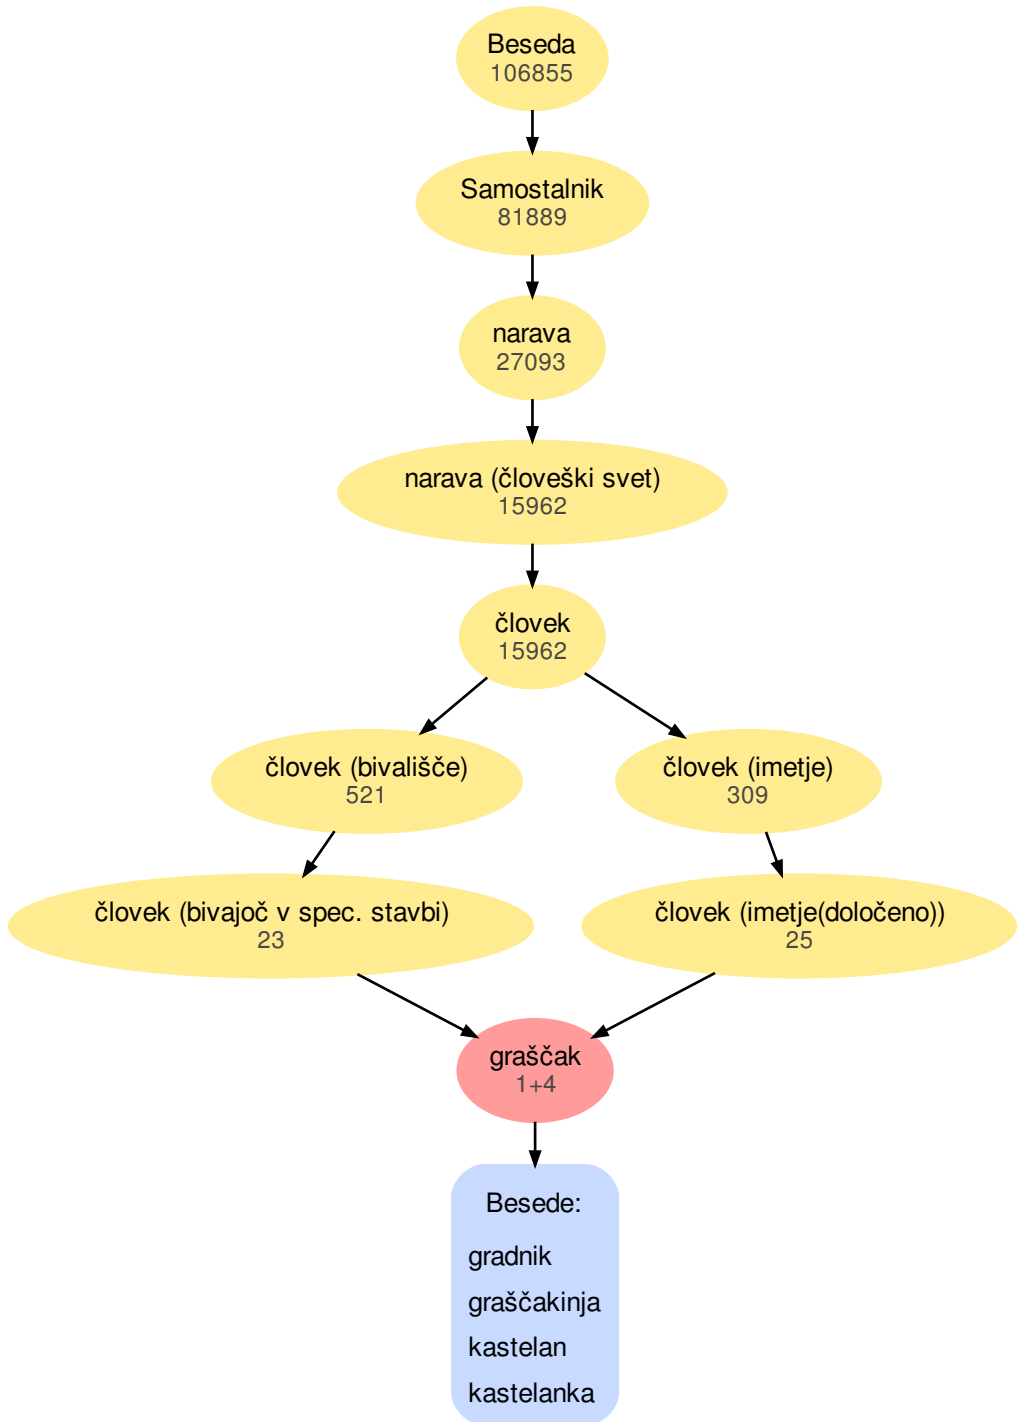 Beseda
106855
Samostalnik
81889
narava
27093
narava (človeški svet)
15962
človek
15962
človek (bivališče)
521
človek (imetje)
309
človek (bivajoč v spec. stavbi)
23
človek (imetje(določeno))
25
graščak
1+4
Besede:
gradnik
graščakinja
kastelan
kastelanka